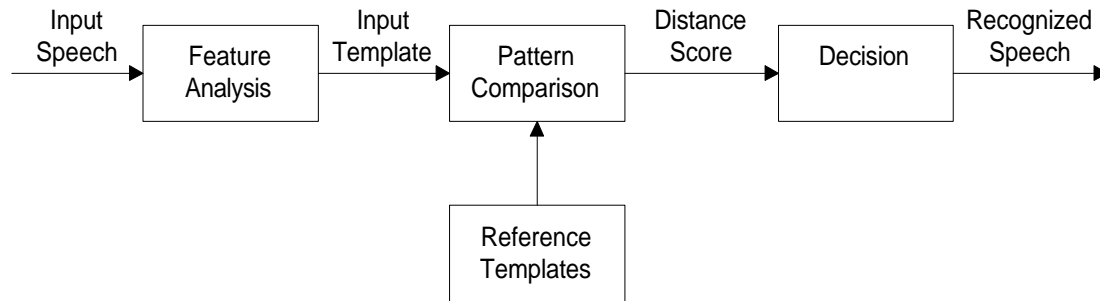 Input
Speech
Feature
Analysis
Input
Template
Pattern
Comparison
Distance
Score
Decision
Recognized
Speech
Reference
Templates